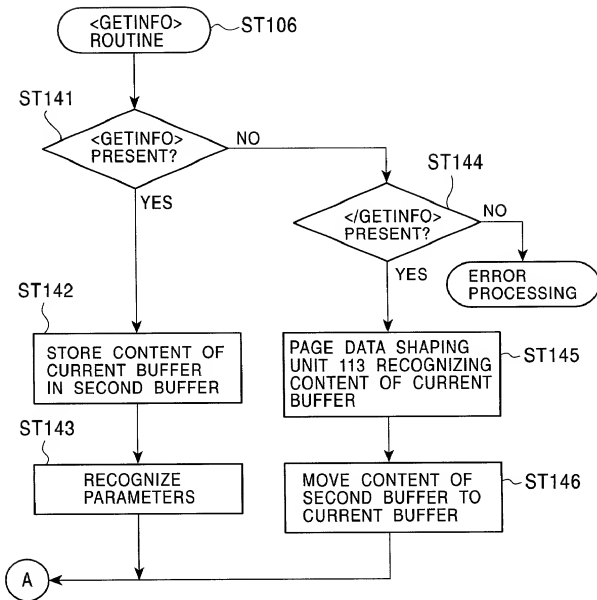 <GETINFO>
ROUTINE
ST106
ST141
<GETINFO>
PRESENT?
NO
YES
ST144
</GETINFO>
PRESENT?
NO
YES
ERROR
PROCESSING
ST142
STORE CONTENT OF
CURRENT BUFFER
IN SECOND BUFFER
PAGE DATA SHAPING
UNIT 113 RECOGNIZING
CONTENT OF CURRENT
BUFFER
ST145
ST143
RECOGNIZE
PARAMETERS
MOVE CONTENT OF
SECOND BUFFER TO
CURRENT BUFFER
ST146
A